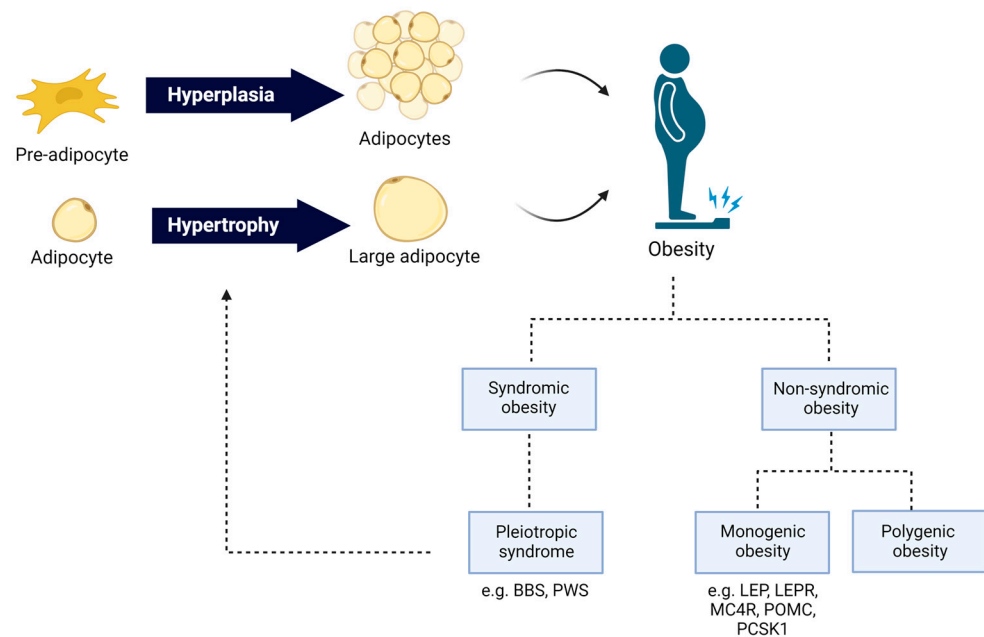 Hyperplasia
Pre-adipocyte
Adipocytes
Hypertrophy
Adipocyte
Large adipocyte
Obesity
Syndromic
obesity
Non-syndromic
obesity
Pleiotropic
syndrome
e.g. BBS, PWS
Monogenic
obesity
e.g. LEP, LEPR,
MC4R, POMC,
PCSK1
Polygenic
obesity